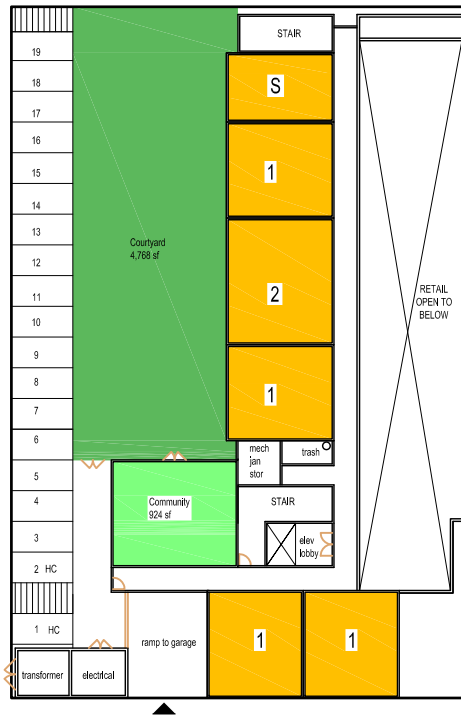 STAIR
19
18
17
16
15
14
13
12
11
10
9
8
7
6
5
4
3
2 HC
1 HC
S
1
2
1
Courtyard
4,768 sf
RETAIL
OPEN TO
BELOW
mech
jan
stor
trash
Community
924 sf
STAIR
elev
lobby
ramp to garage
1
1
transformer
electrical